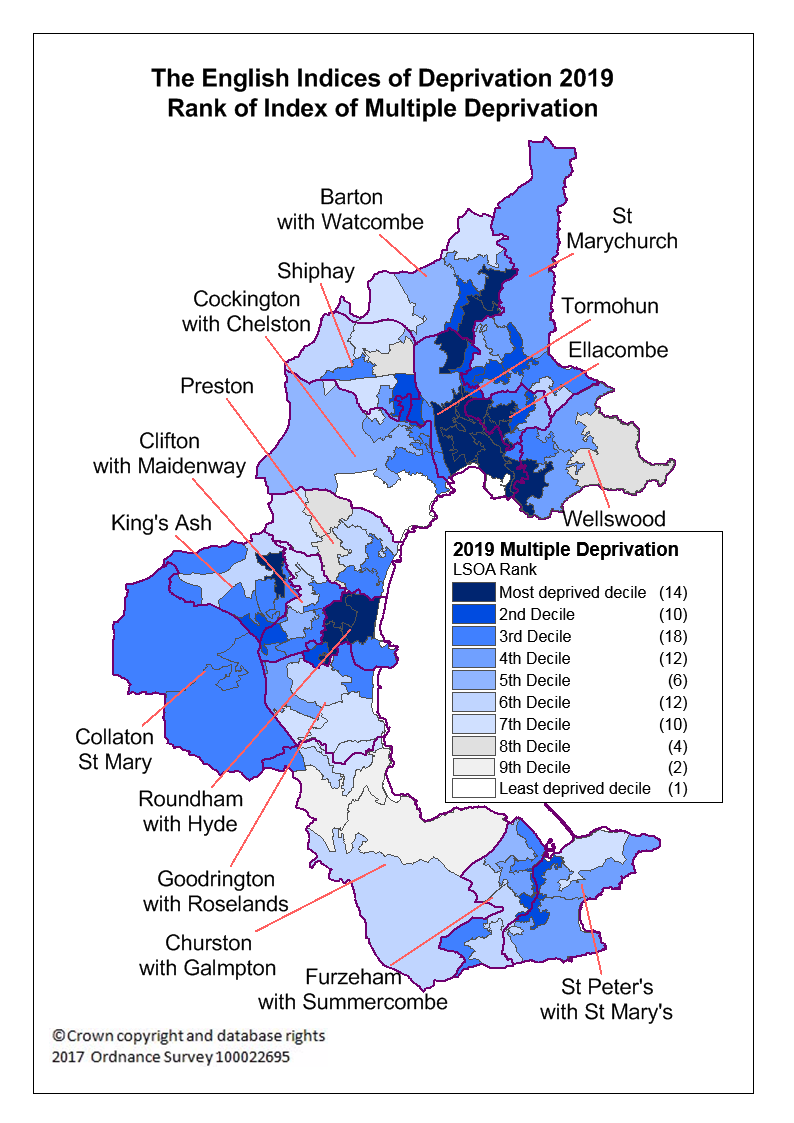 The English Indices of Deprivation 2019
Rank of Index of Multiple Deprivation
Barton
with Watcombe
St
Marychurch
Shiphay
Cockington
with Chelston
Tormohun
Ellacombe
Preston
Clifton
with Maidenway
King's Ash
Wellswood
2019 Multiple Deprivation
LSOA Rank
Most deprived decile (14)
2nd Decile (10)
3rd Decile (18)
4th Decile (12)
5th Decile (6)
6th Decile (12)
7th Decile (10)
8th Decile (4)
9th Decile (2)
Least deprived decile (1)
Collaton
St Mary
Roundham
with Hyde
Goodrington
with Roselands
Churston
with Galmpton
Furzeham
with Summercombe
St Peter's
with St Mary's
©Crown copyright and database rights
2017 Ordnance Survey 100022695